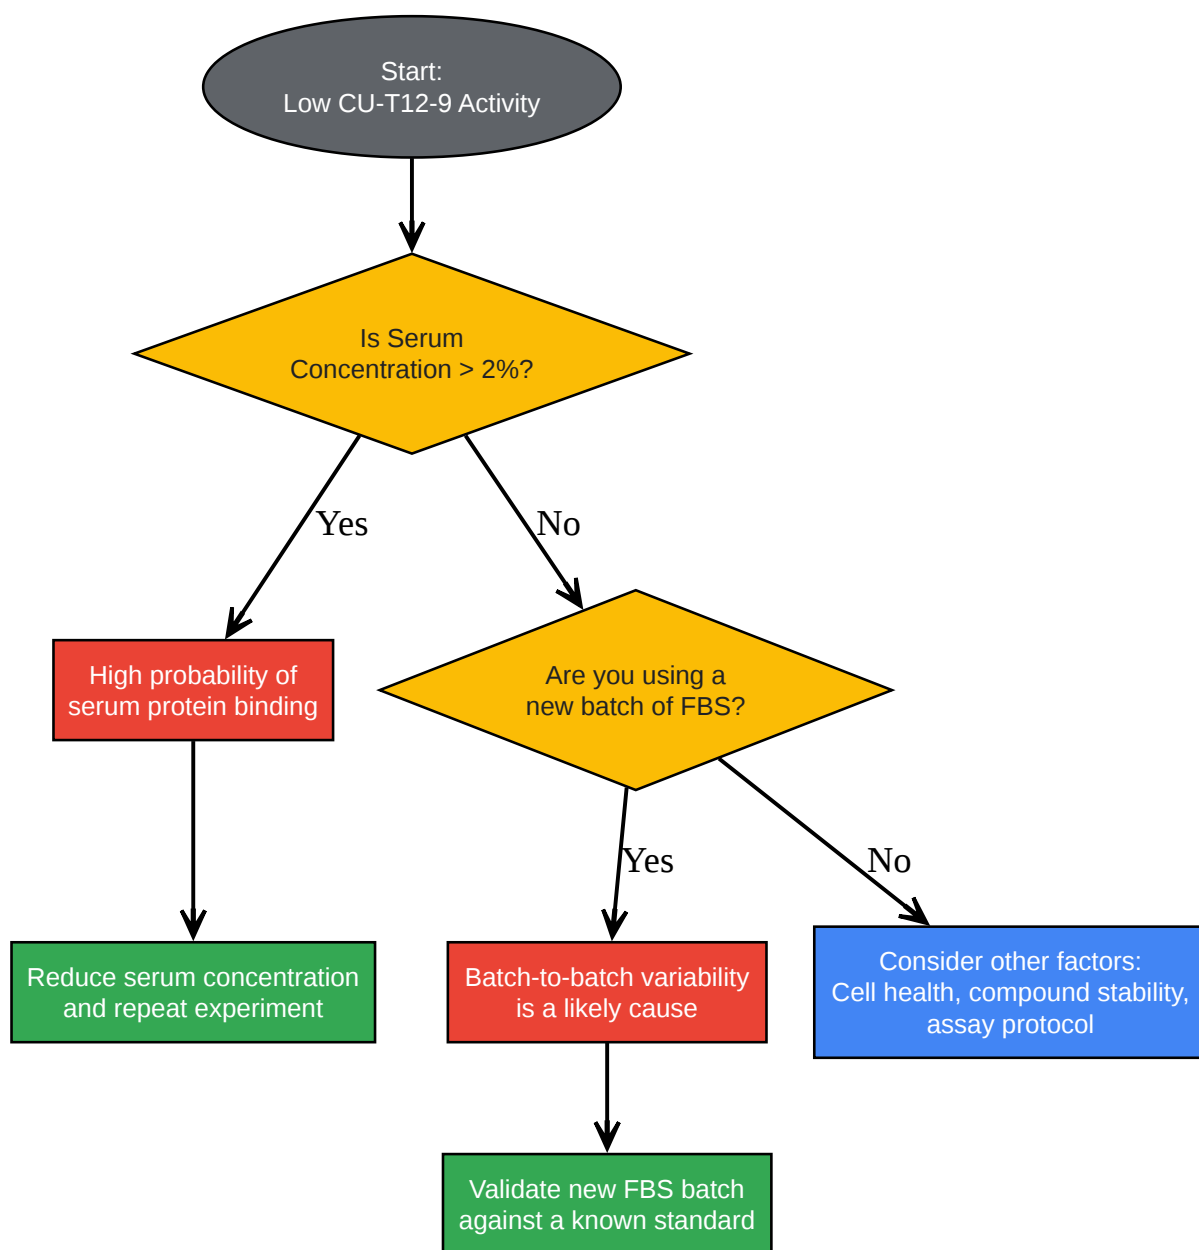 Start:
Low CU-T12-9 Activity
Is Serum
Concentration > 2%?
Yes
No
High probability of
serum protein binding
Are you using a
new batch of FBS?
Yes
No
Reduce serum concentration
and repeat experiment
Batch-to-batch variability
is a likely cause
Consider other factors:
Cell health, compound stability,
assay protocol
Validate new FBS batch
against a known standard